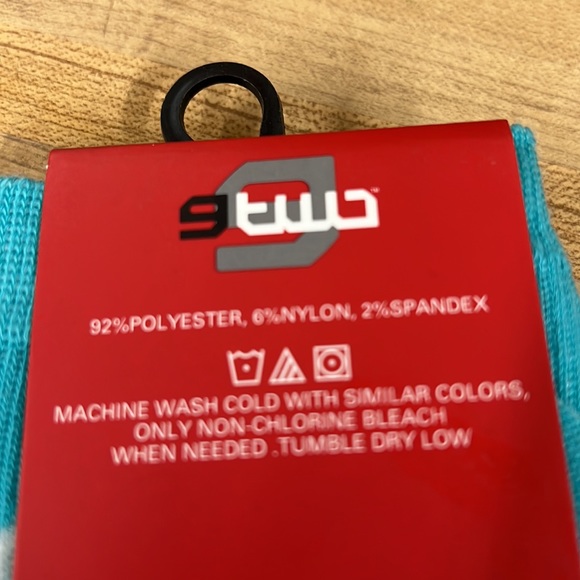 gtwo™
92%POLYESTER, 6%NYLON, 2%SPANDEX
MACHINE WASH COLD WITH SIMILAR COLORS,
ONLY NON-CHLORINE BLEACH
WHEN NEEDED .TUMBLE DRY LOW